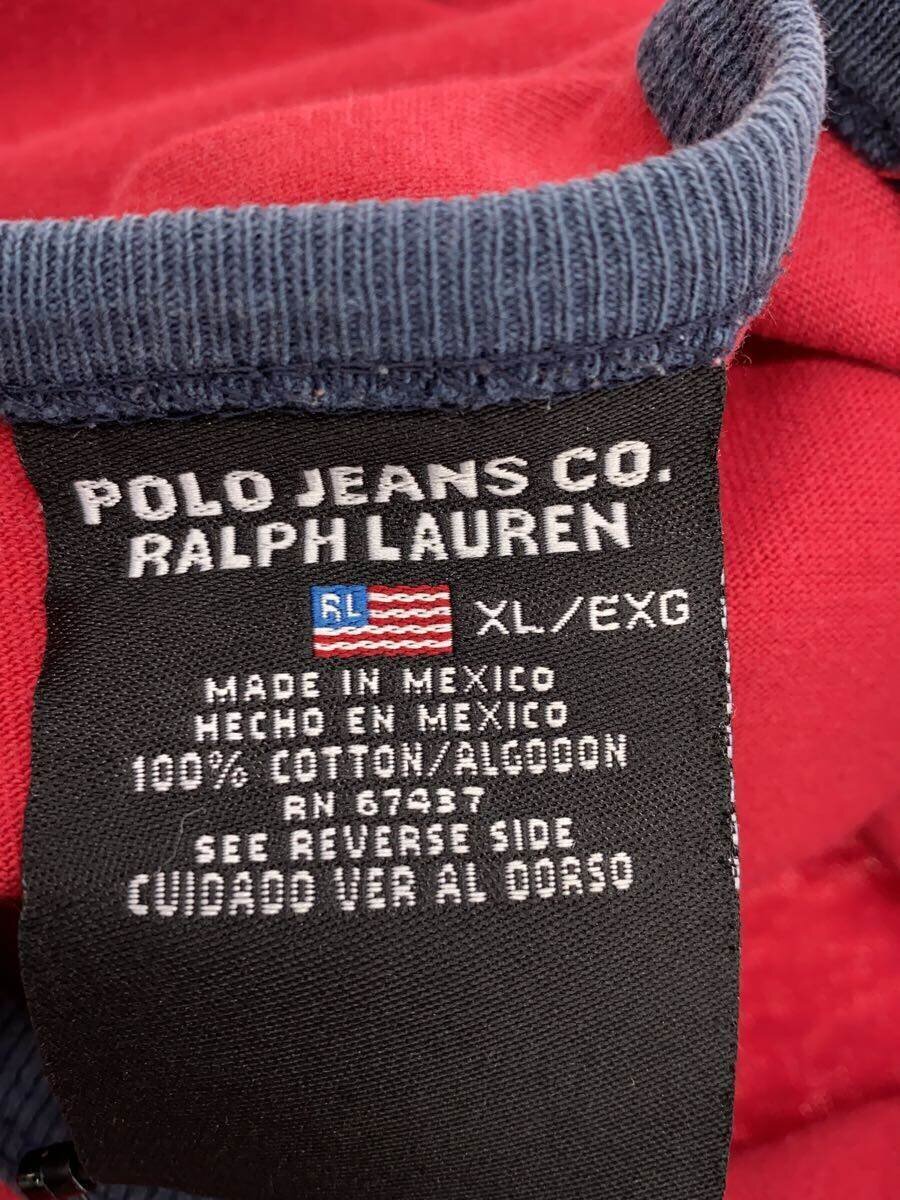 POLO JEANS CO.
RALPH LAUREN
RL XL/EXG
MADE IN MEXICO
HECHO EN MEXICO
100% COTTON/ALGODON
RN 67437
SEE REVERSE SIDE
CUIDADO VER AL DORSO